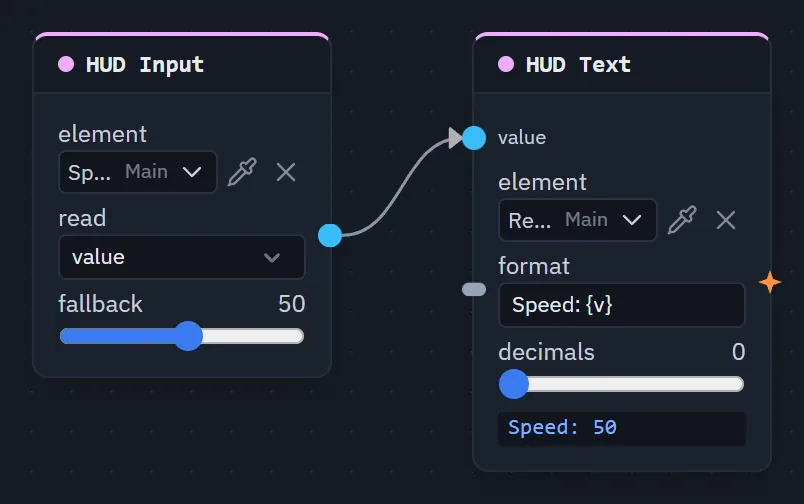 HUD Input
element
Sp... Main
read
value
fallback 50
HUD Text
value
element
Re... Main
format
Speed: {v}
decimals 0
Speed: 50